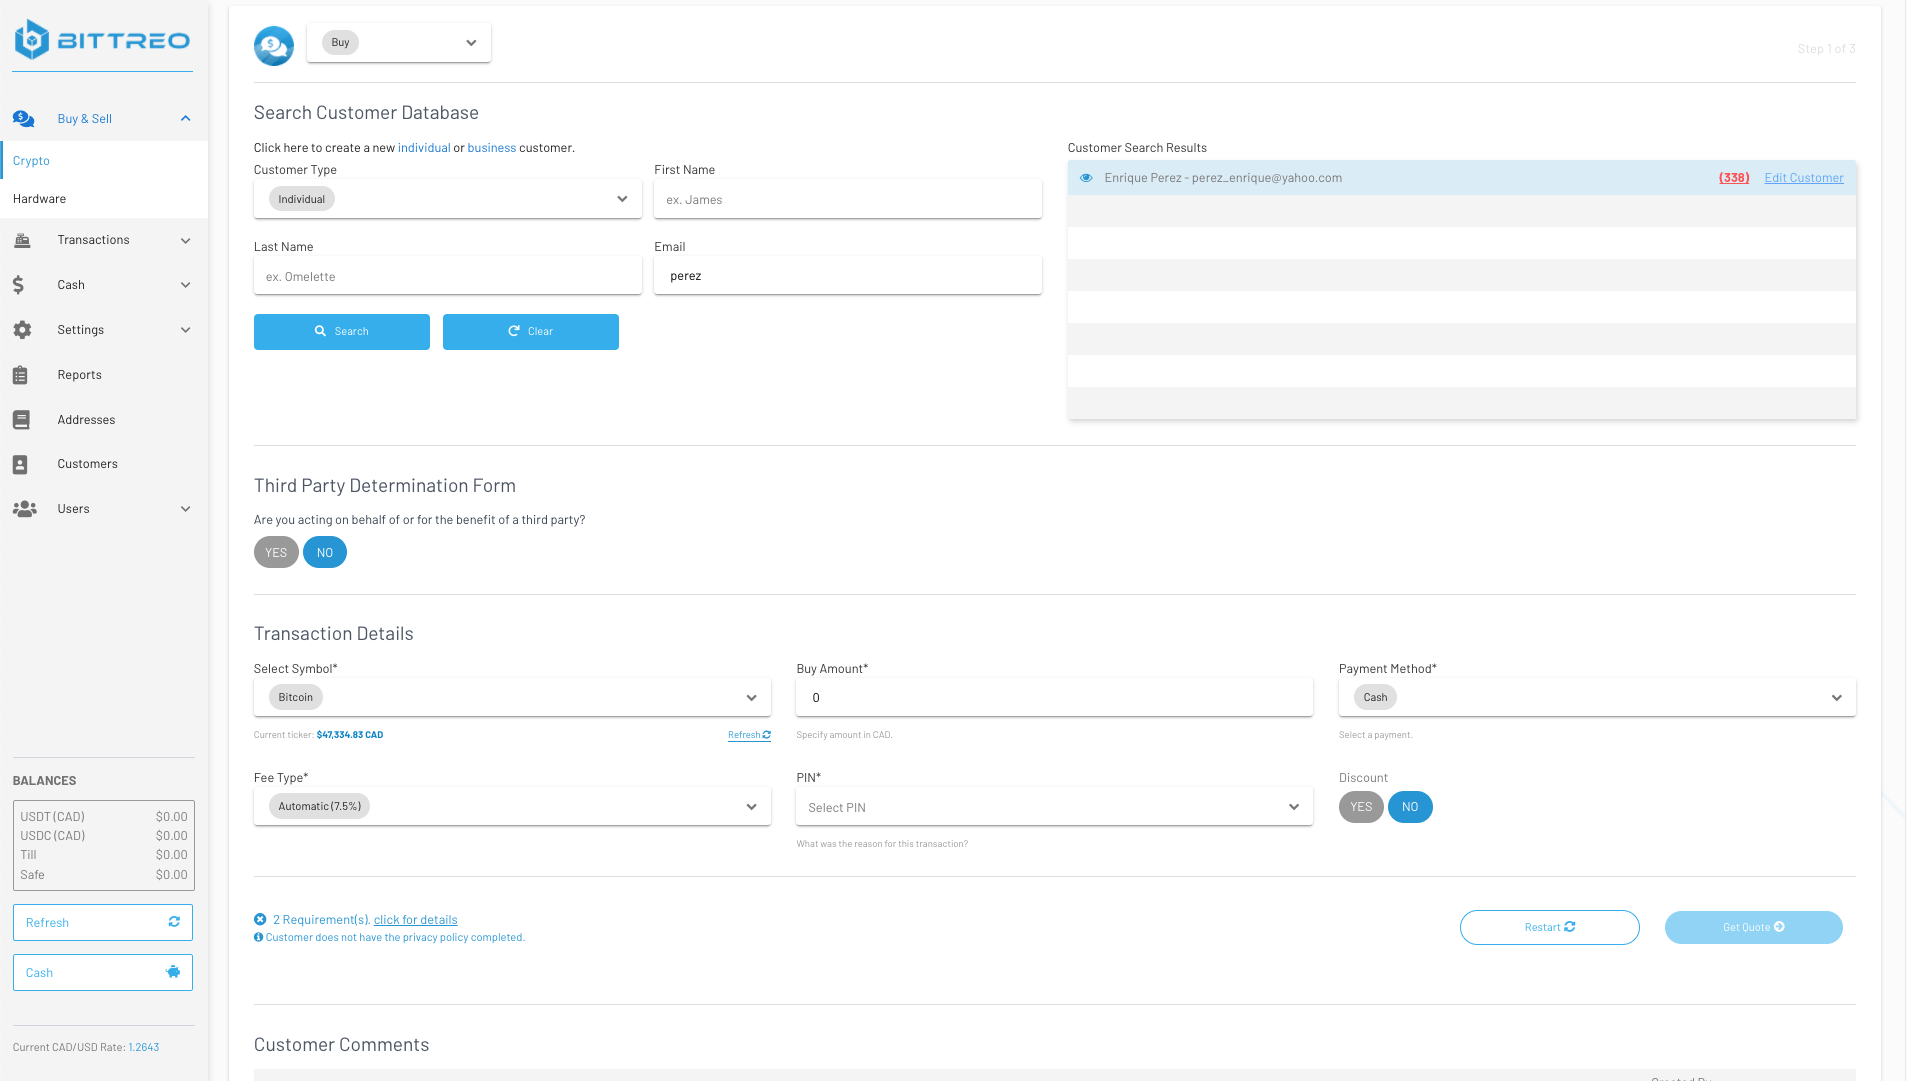 BITTREO
Buy & Sell
Crypto
Hardware
Transactions
Cash
Settings
Reports
Addresses
Customers
Users
BALANCES
USDT (CAD) $0.00
USDC (CAD) $0.00
Till $0.00
Safe $0.00
Refresh
Cash
Current CAD/USD Rate: 1.2643
Buy
Step 1 of 3
Search Customer Database
Click here to create a new individual or business customer.
Customer Type
Individual
First Name
ex. James
Last Name
ex. Omelette
Email
perez
Search
Clear
Customer Search Results
Enrique Perez - perez_enrique@yahoo.com (338) Edit Customer
Third Party Determination Form
Are you acting on behalf of or for the benefit of a third party?
YES NO
Transaction Details
Select Symbol*
Bitcoin
Current ticker: $47,334.83 CAD Refresh
Buy Amount*
0
Specify amount in CAD.
Payment Method*
Cash
Select a payment.
Fee Type*
Automatic (7.5%)
PIN*
Select PIN
What was the reason for this transaction?
Discount
YES NO
2 Requirement(s). click for details
Customer does not have the privacy policy completed.
Restart
Get Quote
Customer Comments
Created By